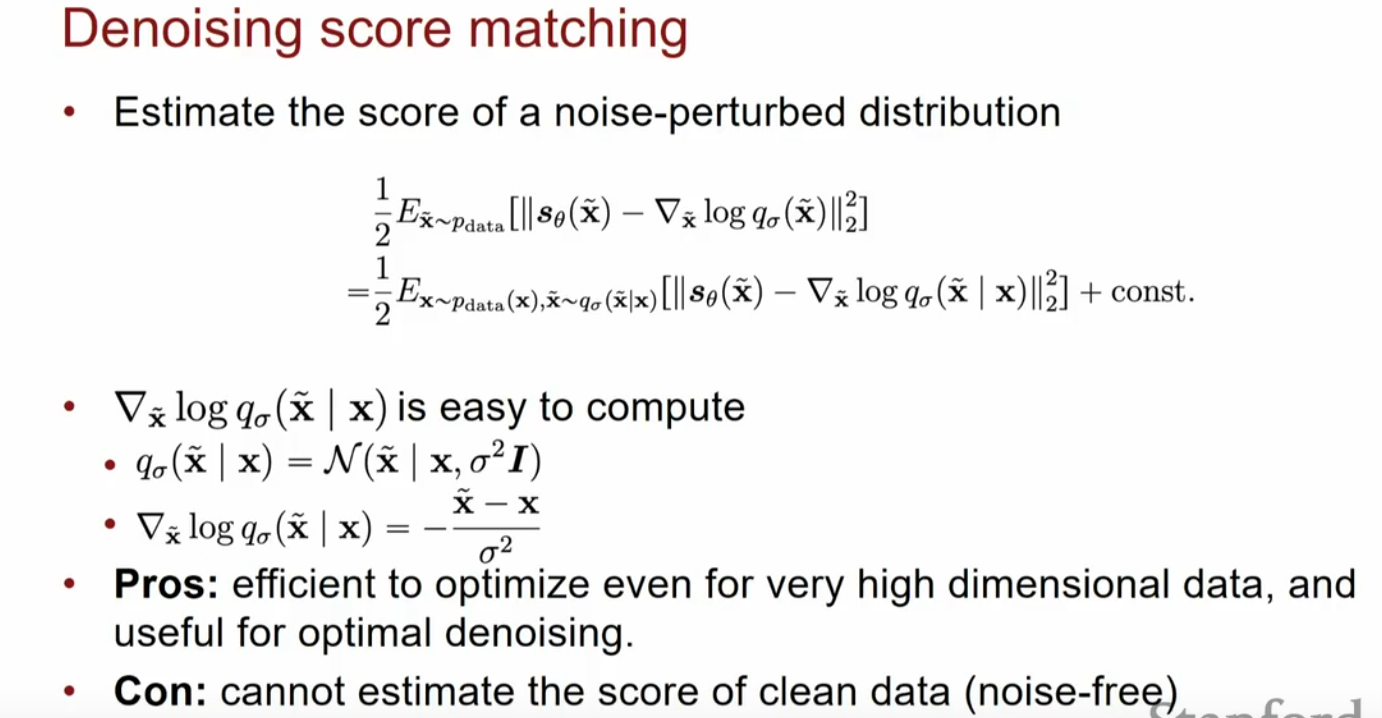 Denoising score matching
• Estimate the score of a noise-perturbed distribution
$\frac{1}{2} E_{\tilde{\mathbf{x}} \sim p_{\text{data}}} [\| \boldsymbol{s}_\theta(\tilde{\mathbf{x}}) - \nabla_{\tilde{\mathbf{x}}} \log q_\sigma(\tilde{\mathbf{x}}) \|_2^2]$
$= \frac{1}{2} E_{\mathbf{x} \sim p_{\text{data}}(\mathbf{x}), \tilde{\mathbf{x}} \sim q_\sigma(\tilde{\mathbf{x}} | \mathbf{x})} [\| \boldsymbol{s}_\theta(\tilde{\mathbf{x}}) - \nabla_{\tilde{\mathbf{x}}} \log q_\sigma(\tilde{\mathbf{x}} \mid \mathbf{x}) \|_2^2] + \text{const.}$
• $\nabla_{\tilde{\mathbf{x}}} \log q_\sigma(\tilde{\mathbf{x}} \mid \mathbf{x})$ is easy to compute
• $q_\sigma(\tilde{\mathbf{x}} \mid \mathbf{x}) = \mathcal{N}(\tilde{\mathbf{x}} \mid \mathbf{x}, \sigma^2 \boldsymbol{I})$
• $\nabla_{\tilde{\mathbf{x}}} \log q_\sigma(\tilde{\mathbf{x}} \mid \mathbf{x}) = -\frac{\tilde{\mathbf{x}} - \mathbf{x}}{\sigma^2}$
• Pros: efficient to optimize even for very high dimensional data, and
useful for optimal denoising.
• Con: cannot estimate the score of clean data (noise-free)
Stanford